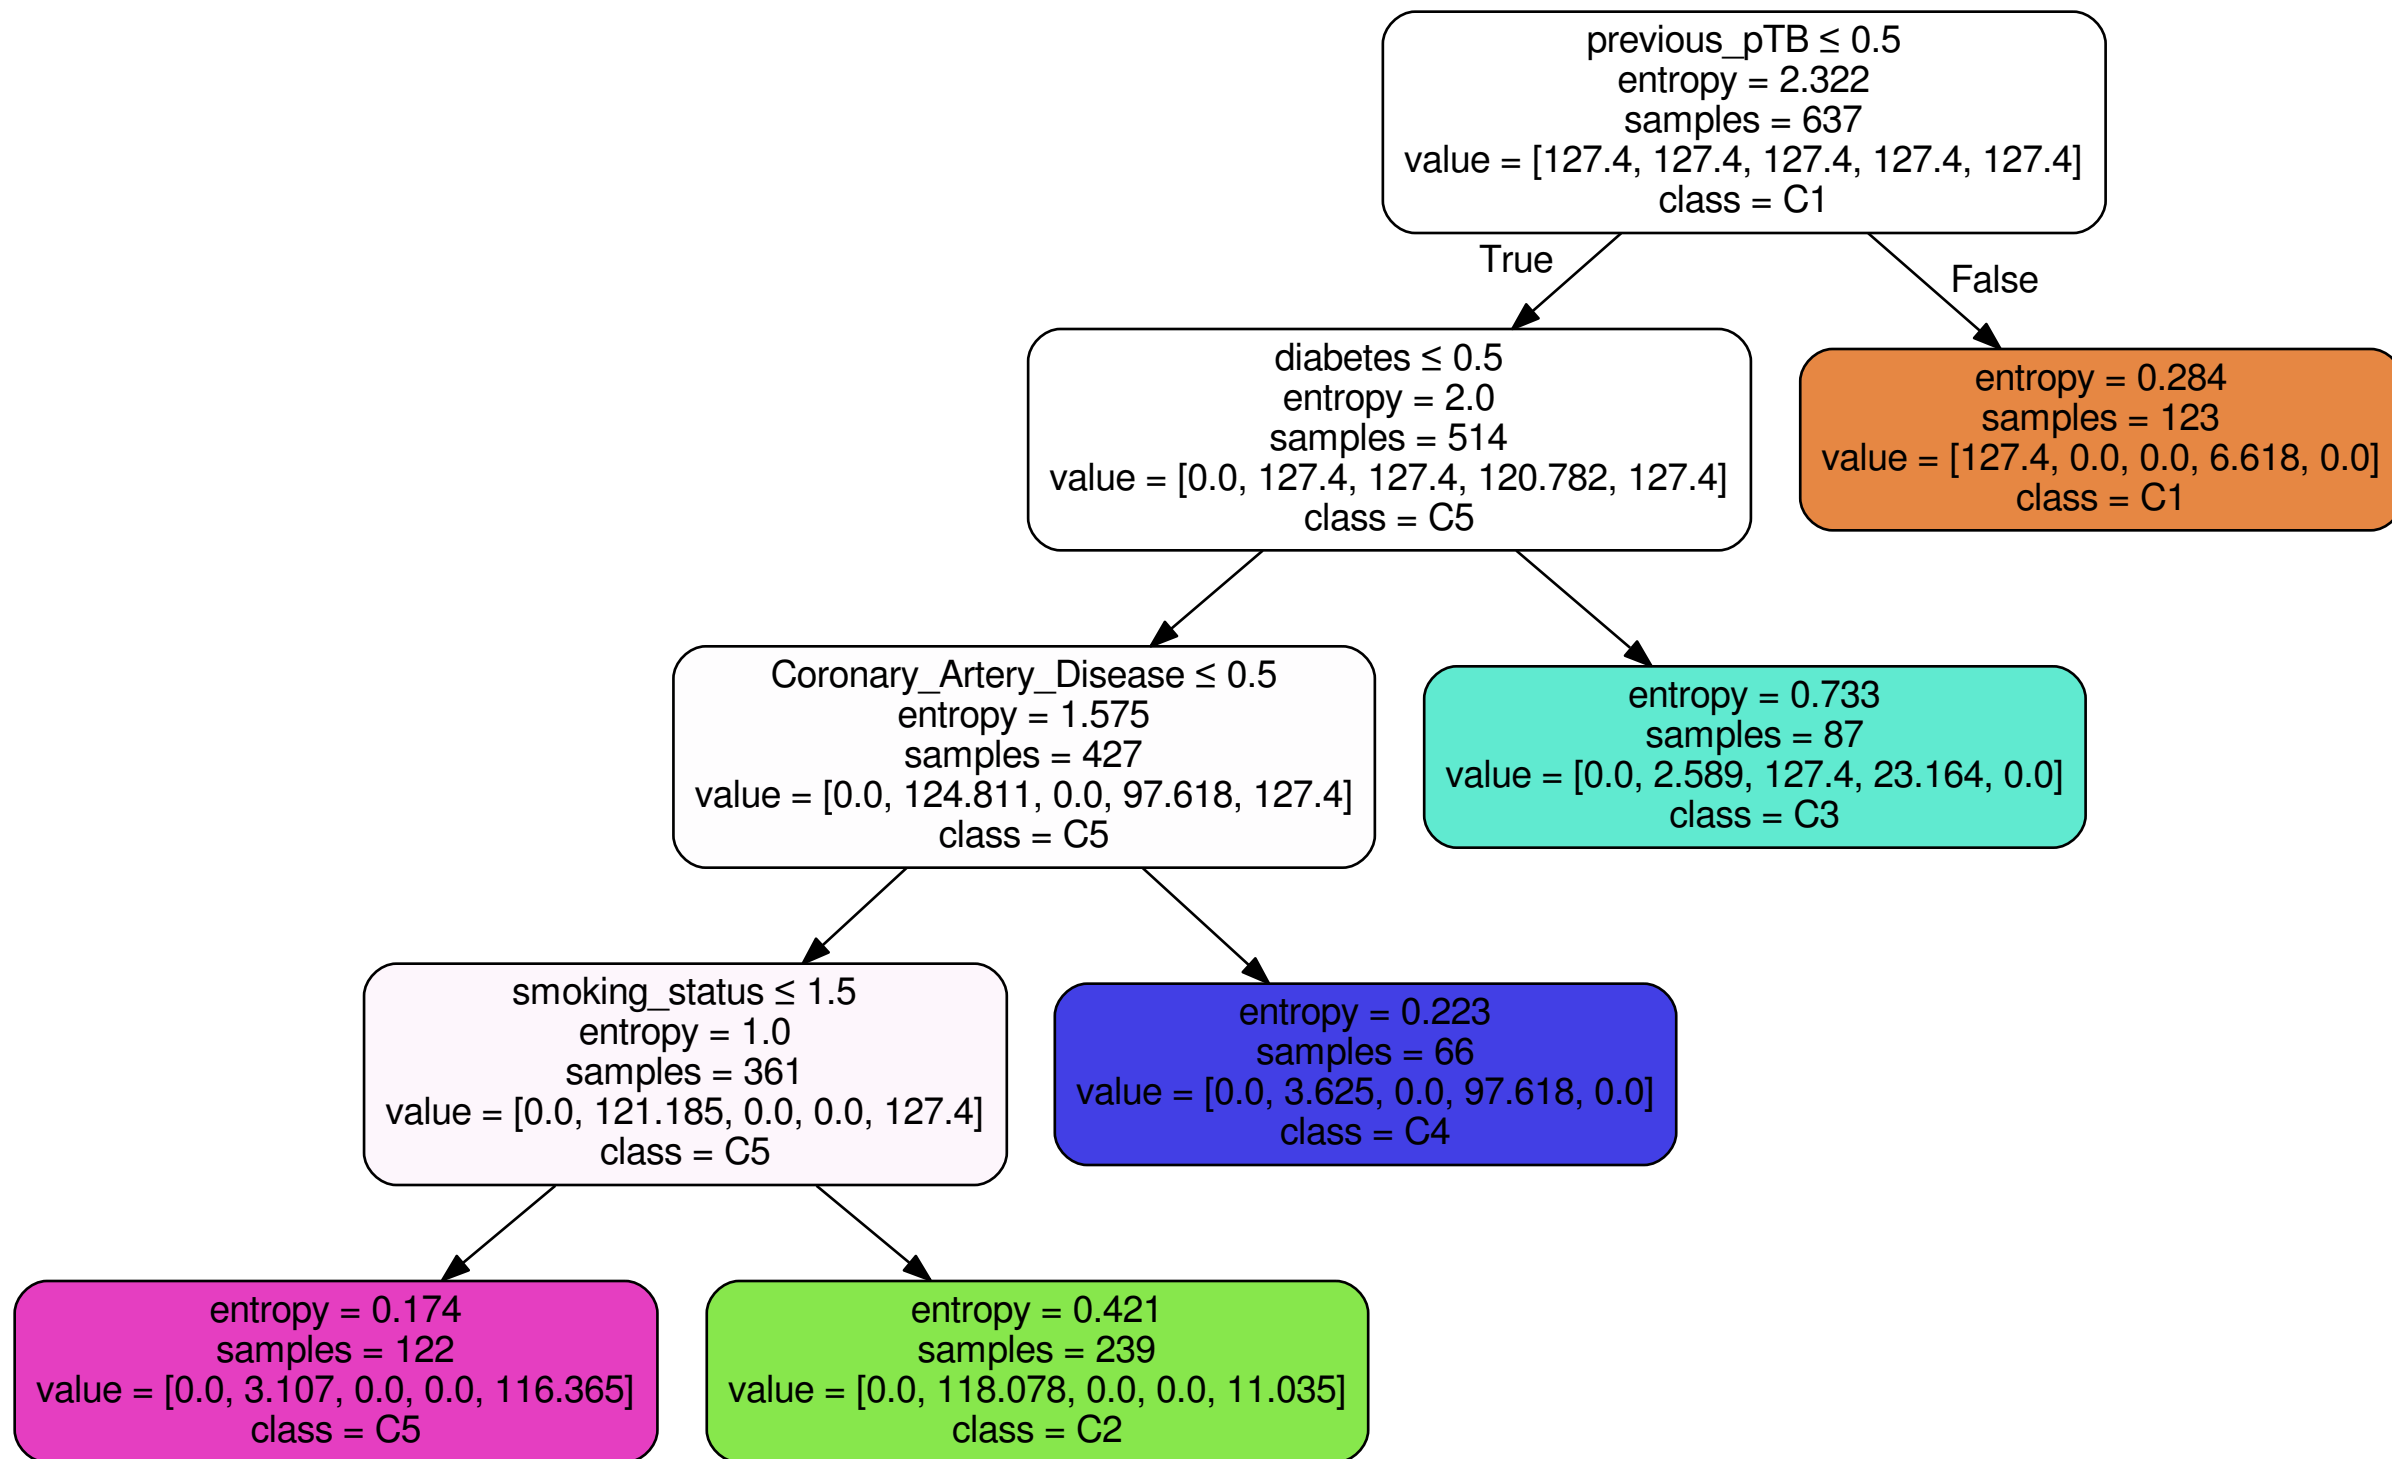 previous_pTB ≤ 0.5
entropy = 2.322
samples = 637
value = [127.4, 127.4, 127.4, 127.4, 127.4]
class = C1
True
False
diabetes ≤ 0.5
entropy = 2.0
samples = 514
value = [0.0, 127.4, 127.4, 120.782, 127.4]
class = C5
entropy = 0.284
samples = 123
value = [127.4, 0.0, 0.0, 6.618, 0.0]
class = C1
Coronary_Artery_Disease ≤ 0.5
entropy = 1.575
samples = 427
value = [0.0, 124.811, 0.0, 97.618, 127.4]
class = C5
entropy = 0.733
samples = 87
value = [0.0, 2.589, 127.4, 23.164, 0.0]
class = C3
smoking_status ≤ 1.5
entropy = 1.0
samples = 361
value = [0.0, 121.185, 0.0, 0.0, 127.4]
class = C5
entropy = 0.223
samples = 66
value = [0.0, 3.625, 0.0, 97.618, 0.0]
class = C4
entropy = 0.174
samples = 122
value = [0.0, 3.107, 0.0, 0.0, 116.365]
class = C5
entropy = 0.421
samples = 239
value = [0.0, 118.078, 0.0, 0.0, 11.035]
class = C2